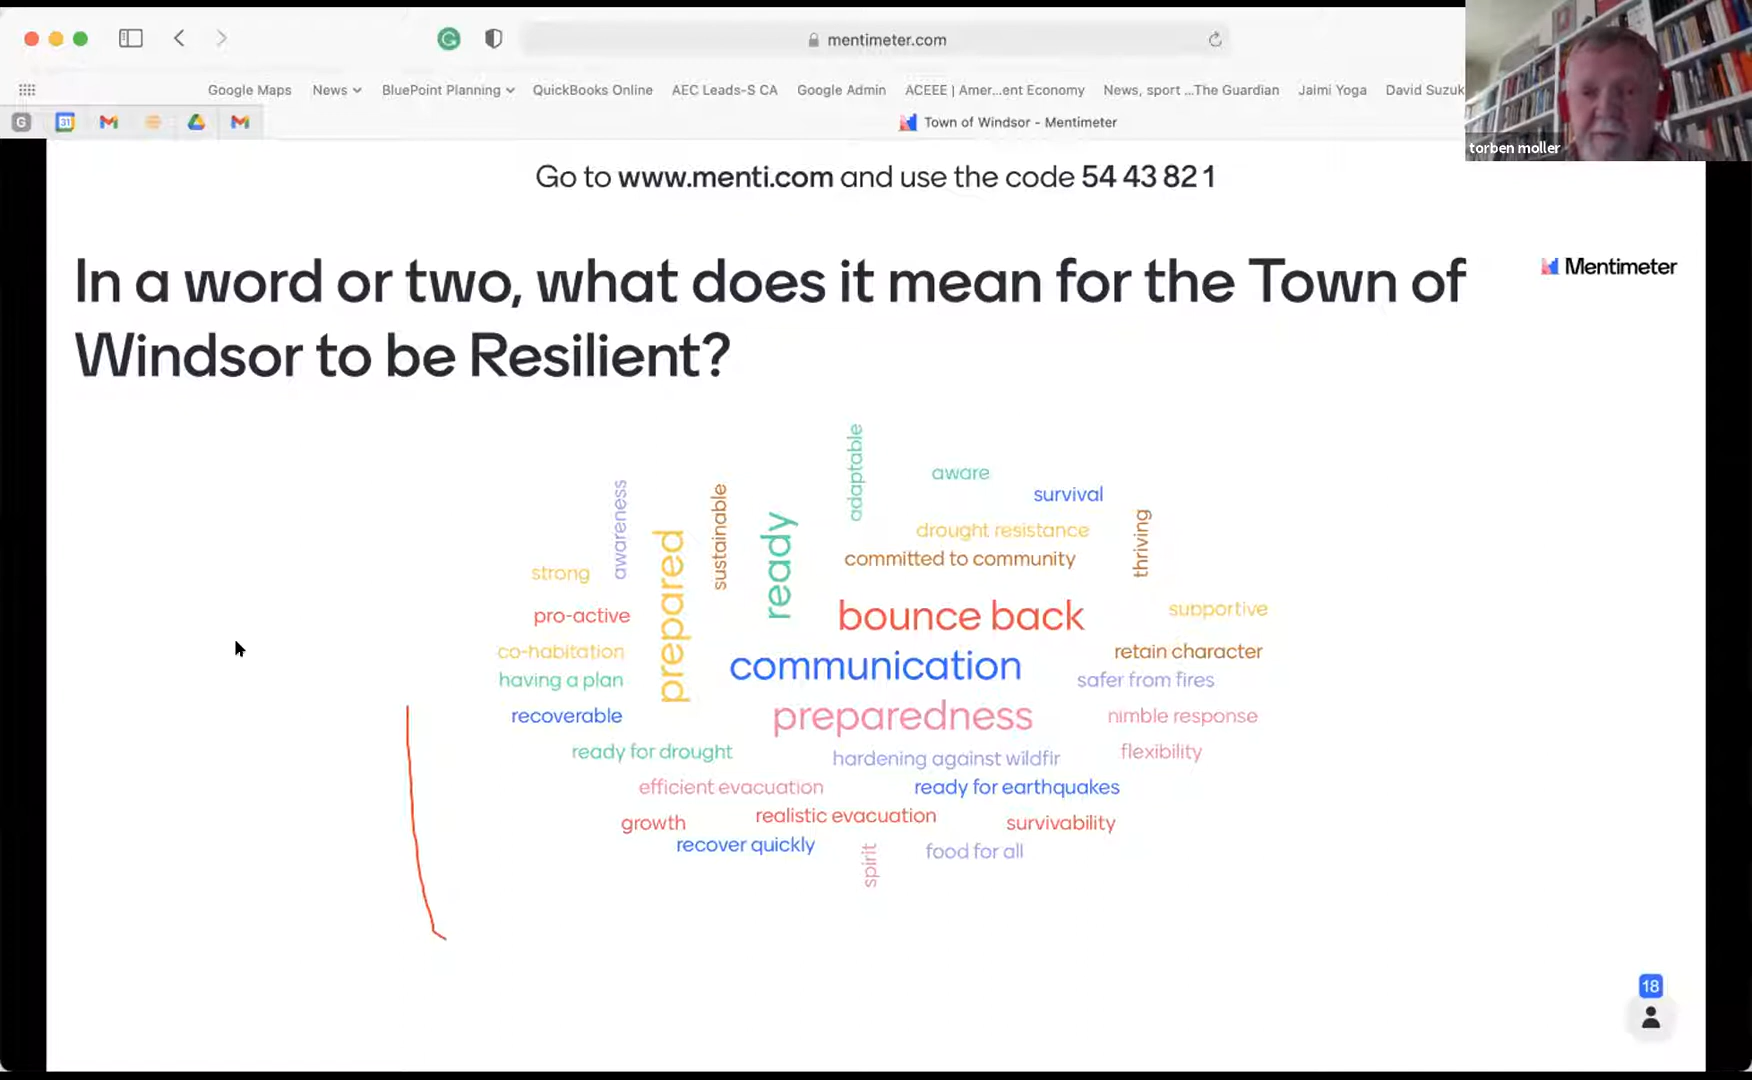 mentimeter.com
Google Maps News BluePoint Planning QuickBooks Online AEC Leads-S CA Google Admin ACEEE | Amer...ent Economy News, sport ...The Guardian Jaimi Yoga David Suzuk
G 31 Town of Windsor - Mentimeter
torben moller
Go to www.menti.com and use the code 54 43 82 1
In a word or two, what does it mean for the Town of
Windsor to be Resilient?
Mentimeter
adaptable
aware
survival
awareness
sustainable
prepared
ready
drought resistance
thriving
committed to community
strong
pro-active
bounce back
supportive
co-habitation
communication
retain character
having a plan
safer from fires
recoverable
preparedness
nimble response
ready for drought
hardening against wildfir
flexibility
efficient evacuation
ready for earthquakes
growth
realistic evacuation
survivability
recover quickly
spirit
food for all
18